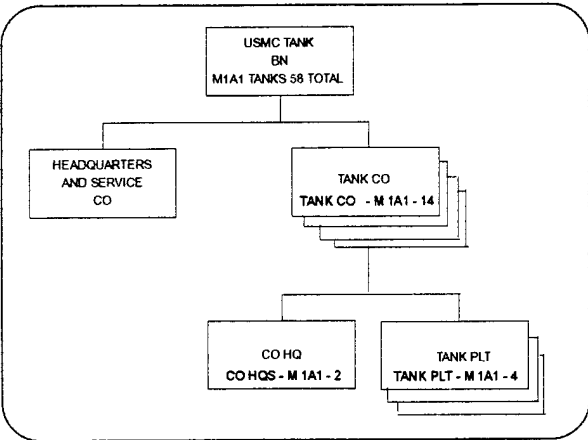 USMC TANK
BN
M1A1 TANKS 58 TOTAL
HEADQUARTERS
AND SERVICE
CO
TANK CO
TANK CO - M 1A1 - 14
CO HQ
CO HQS - M 1A1 - 2
TANK PLT
TANK PLT - M 1A1 - 4